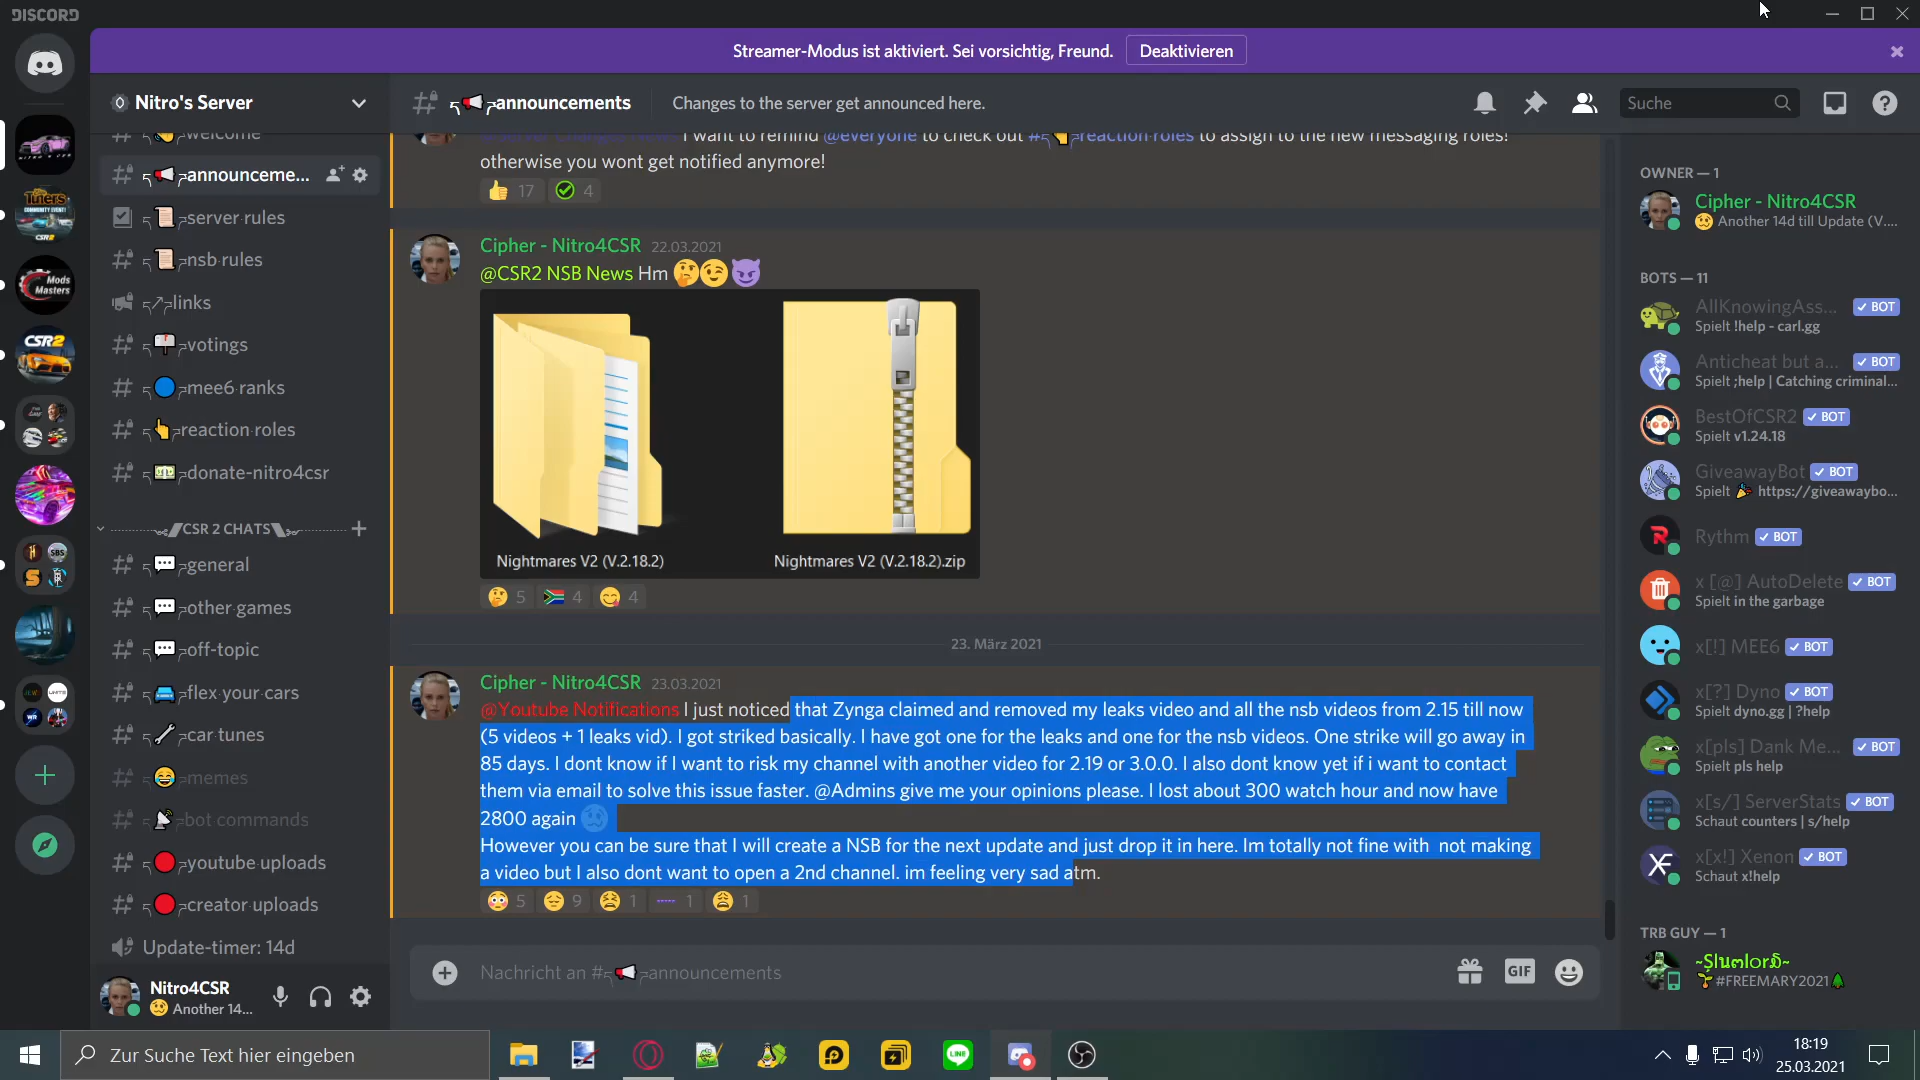 DISCORD
Streamer-Modus ist aktiviert. Sei vorsichtig, Freund.
Deaktivieren
Nitro's Server
announcements
Changes to the server get announced here.
Suche
welcome
announceme...
server rules
nsb rules
links
votings
mee6 ranks
reaction roles
donate-nitro4csr
CSR 2 CHATS
general
other games
off-topic
flex your cars
car tunes
memes
bot commands
youtube uploads
creator uploads
Update-timer: 14d
Nitro4CSR
Another 14...
I want to remind @everyone to check out # reaction roles to assign to the new messaging roles!
otherwise you wont get notified anymore!
17 4
Cipher - Nitro4CSR 22.03.2021
@CSR2 NSB News Hm
Nightmares V2 (V.2.18.2)
Nightmares V2 (V.2.18.2).zip
5 4 4
23. März 2021
Cipher - Nitro4CSR 23.03.2021
@Youtube Notifications I just noticed that Zynga claimed and removed my leaks video and all the nsb videos from 2.15 till now
(5 videos + 1 leaks vid). I got striked basically. I have got one for the leaks and one for the nsb videos. One strike will go away in
85 days. I dont know if I want to risk my channel with another video for 2.19 or 3.0.0. I also dont know yet if i want to contact
them via email to solve this issue faster. @Admins give me your opinions please. I lost about 300 watch hour and now have
2800 again
However you can be sure that I will create a NSB for the next update and just drop it in here. Im totally not fine with not making
a video but I also dont want to open a 2nd channel. im feeling very sad atm.
5 9 1 1 1
Nachricht an # announcements
GIF
OWNER — 1
Cipher - Nitro4CSR
Another 14d till Update (V....
BOTS — 11
AllKnowingAss... BOT
Spielt !help - carl.gg
Anticheat but a... BOT
Spielt ;help | Catching criminal...
BestOfCSR2 BOT
Spielt v1.24.18
GiveawayBot BOT
Spielt https://giveawaybo...
Rythm BOT
x [@] AutoDelete BOT
Spielt in the garbage
x[!] MEE6 BOT
x[?] Dyno BOT
Spielt dyno.gg | ?help
x[pls] Dank Me... BOT
Spielt pls help
x[s/] ServerStats BOT
Schaut counters | s/help
x[x!] Xenon BOT
Schaut x!help
TRB GUY — 1
#FREEMARY2021
Zur Suche Text hier eingeben
18:19
25.03.2021